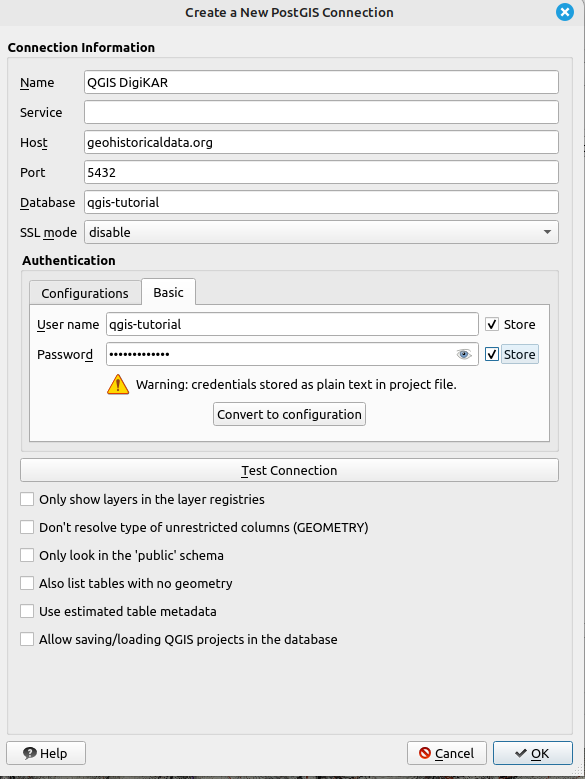 Create a New PostGIS Connection
Connection Information
Name QGIS DigiKAR
Service
Host geohistoricaldata.org
Port 5432
Database qgis-tutorial
SSL mode disable
Authentication
Configurations Basic
User name qgis-tutorial Store
Password ••••••••••••• Store
Warning: credentials stored as plain text in project file.
Convert to configuration
Test Connection
Only show layers in the layer registries
Don't resolve type of unrestricted columns (GEOMETRY)
Only look in the 'public' schema
Also list tables with no geometry
Use estimated table metadata
Allow saving/loading QGIS projects in the database
Help Cancel OK